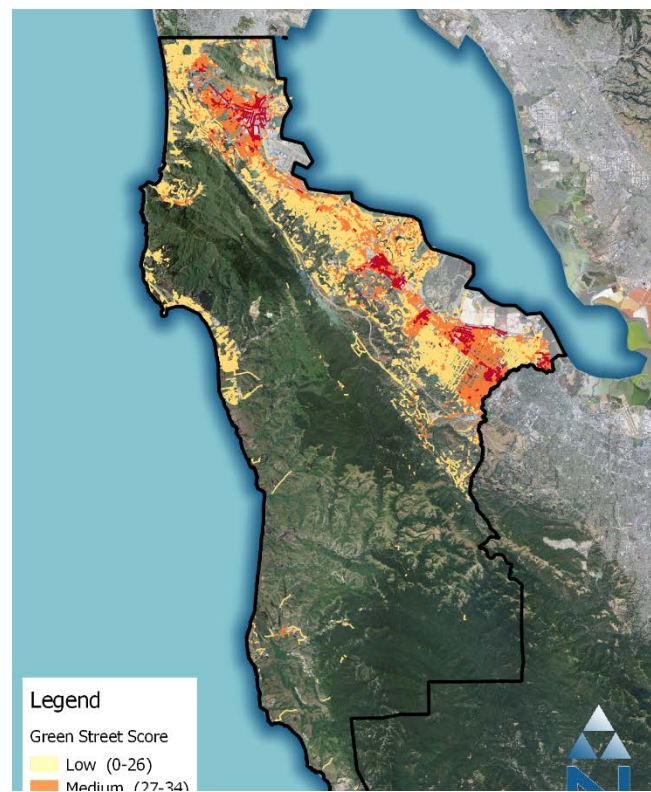 Legend
Green Street Score
Low (0-26)
Medium (27-34)
N